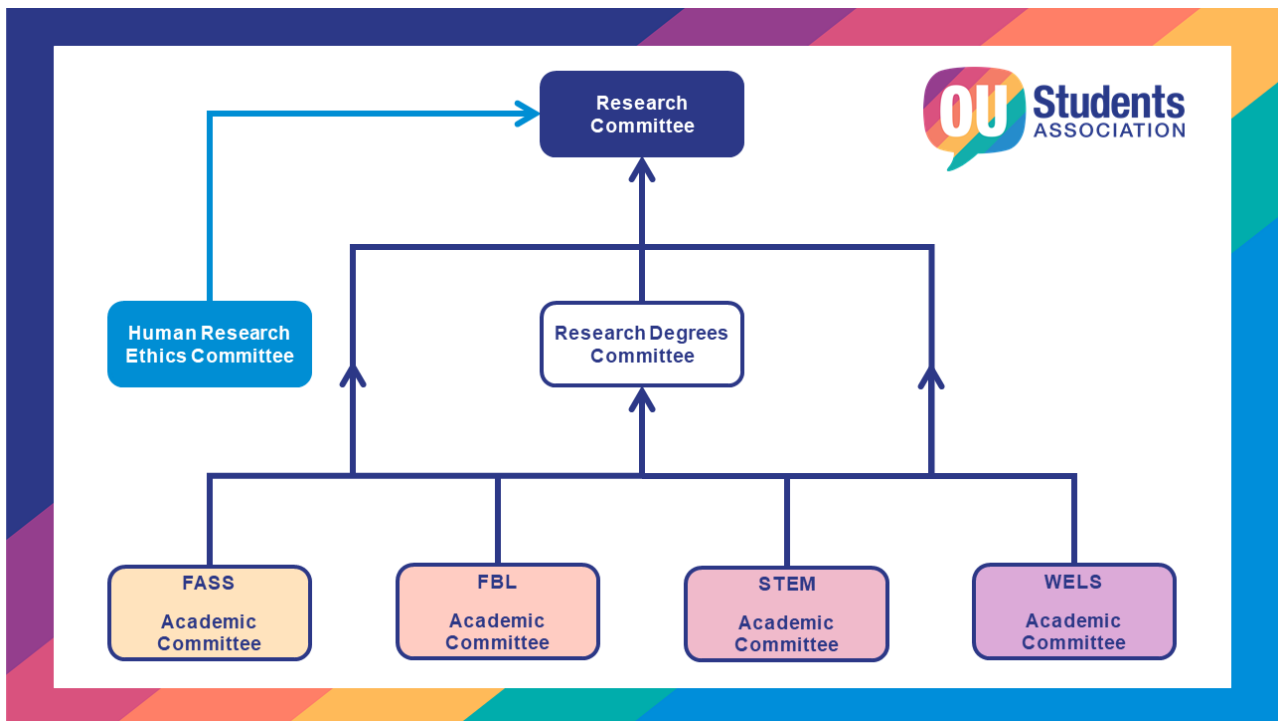 Research
Committee
OU Students
ASSOCIATION
Human Research
Ethics Committee
Research Degrees
Committee
FASS
Academic
Committee
FBL
Academic
Committee
STEM
Academic
Committee
WELS
Academic
Committee